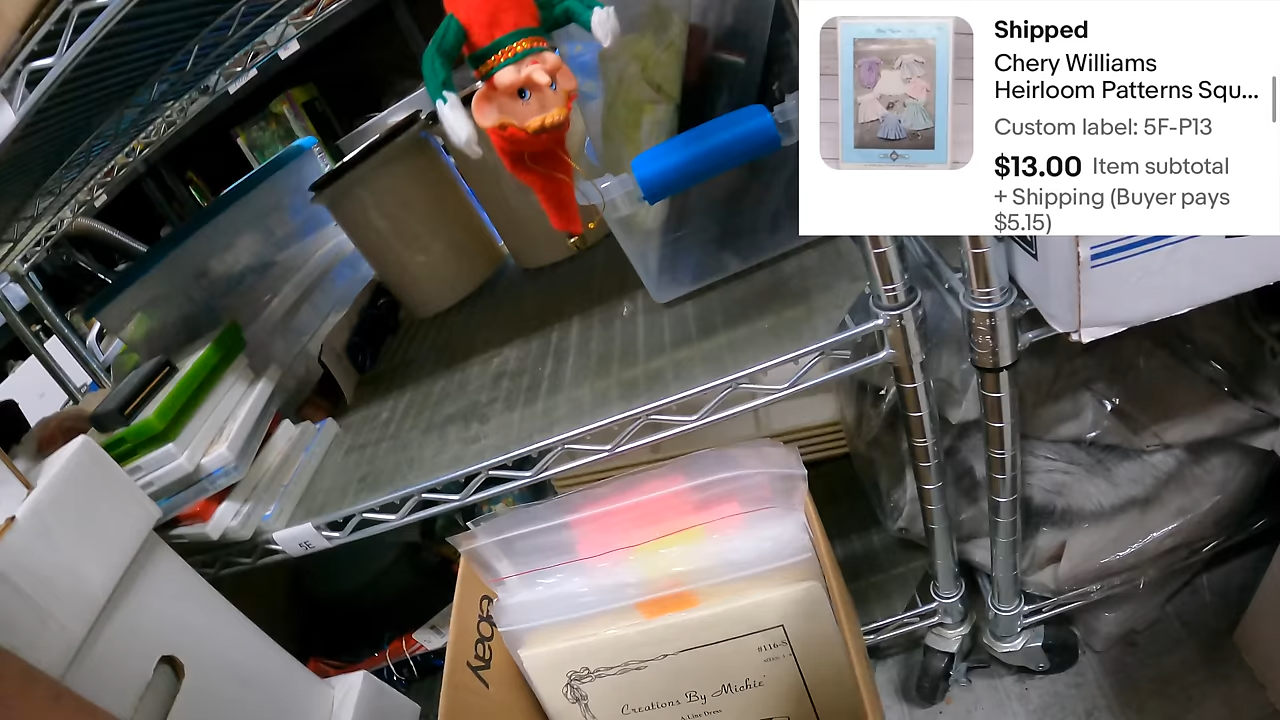 Shipped
Chery Williams
Heirloom Patterns Squ...
Custom label: 5F-P13
$13.00 Item subtotal
+ Shipping (Buyer pays
$5.15)
5E
ebay
#116-S
Creations By Michie'
A-Line Dress